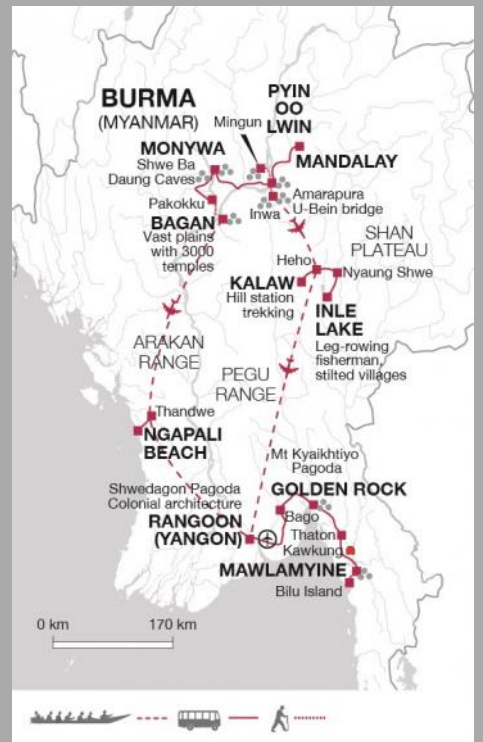 BURMA
(MYANMAR)
PYIN
OO
LWIN
Mingun
MONYWA
Shwe Ba
Daung Caves
MANDALAY
Pakokku
Amarapura
U-Bein bridge
Inwa
BAGAN
Vast plains
with 3000
temples
SHAN
PLATEAU
Heho
Nyaung Shwe
KALAW
Hill station
trekking
INLE
LAKE
Leg-rowing
fisherman,
stilted villages
ARAKAN
RANGE
PEGU
RANGE
Thandwe
NGAPALI
BEACH
Mt Kyaikhtiyo
Pagoda
GOLDEN ROCK
Shwedagon Pagoda
Colonial architecture
RANGOON
(YANGON)
Bago
Thaton
Kawkung
MAWLAMYINE
Bilu Island
0 km
170 km